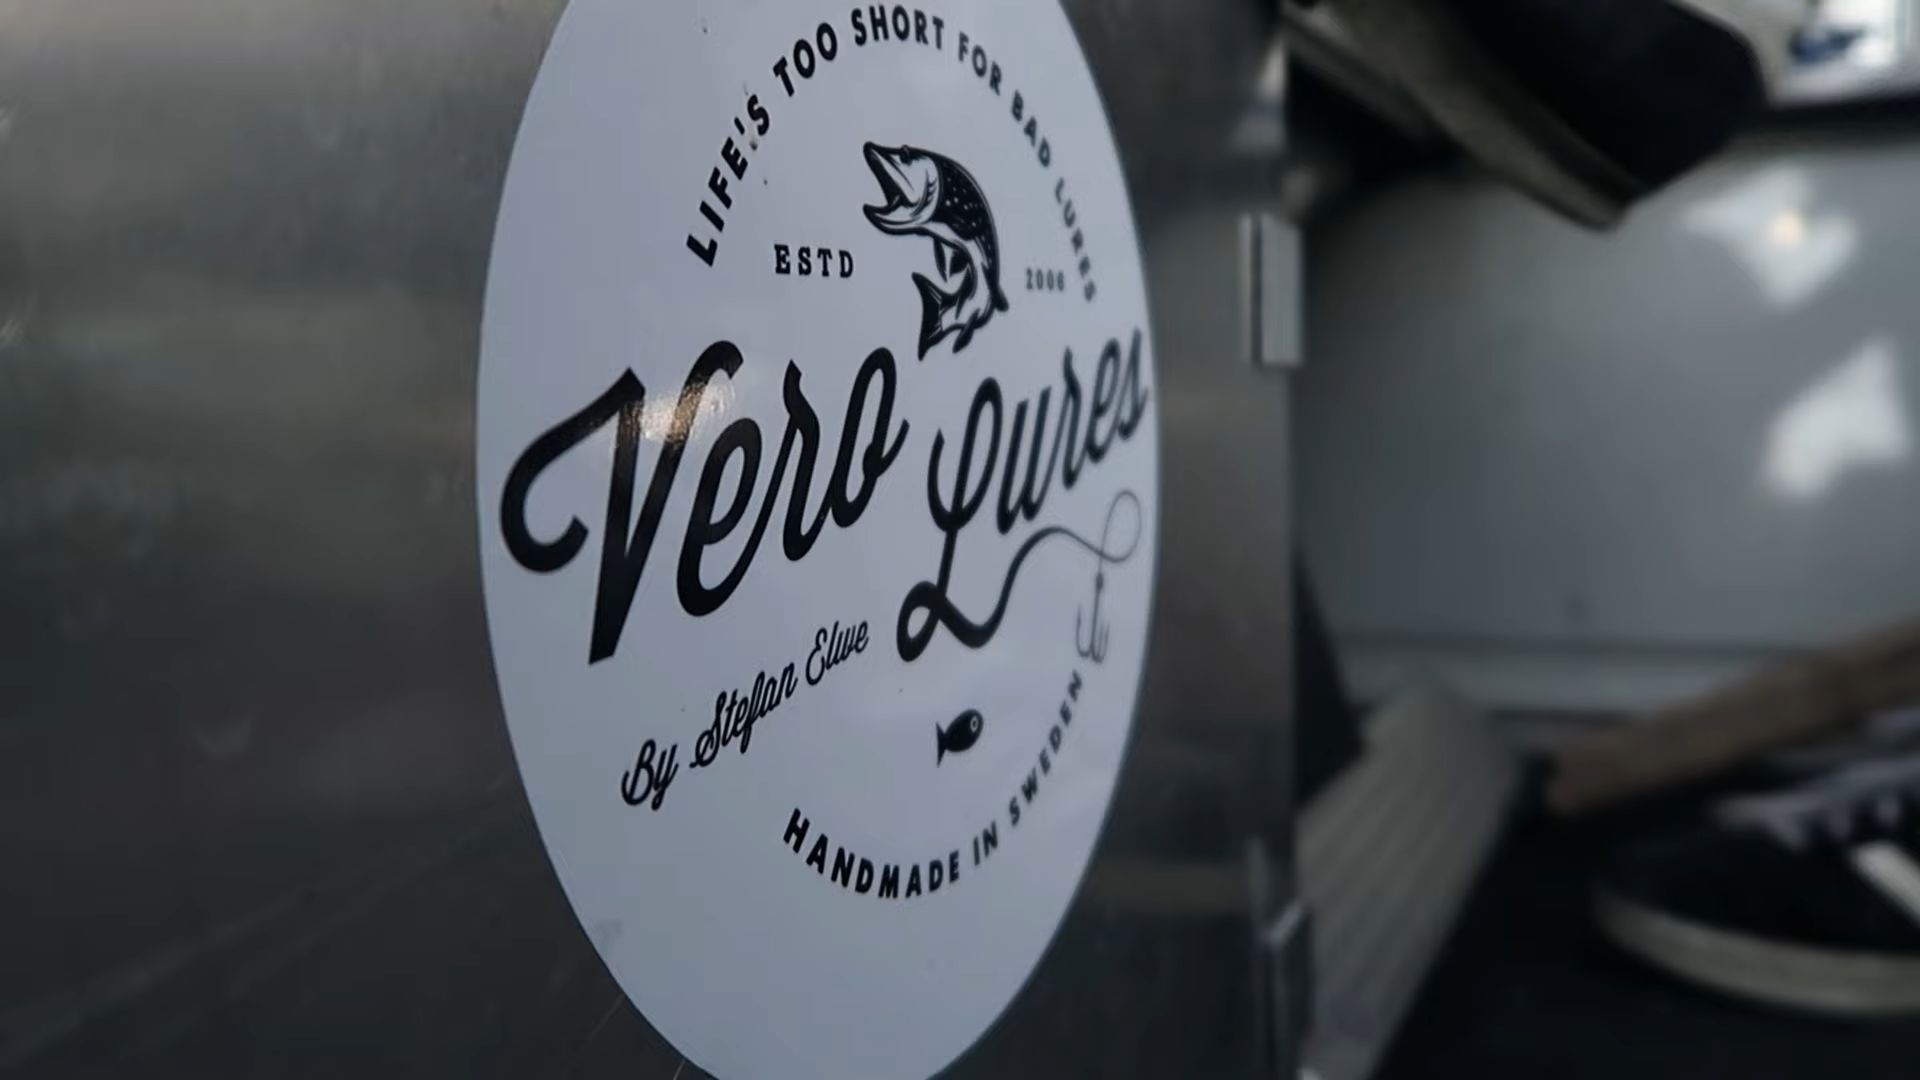 LIFE'S TOO SHORT FOR BAD LURES
ESTD 2006
Vero Lures
By Stefan Elwe
HANDMADE IN SWEDEN